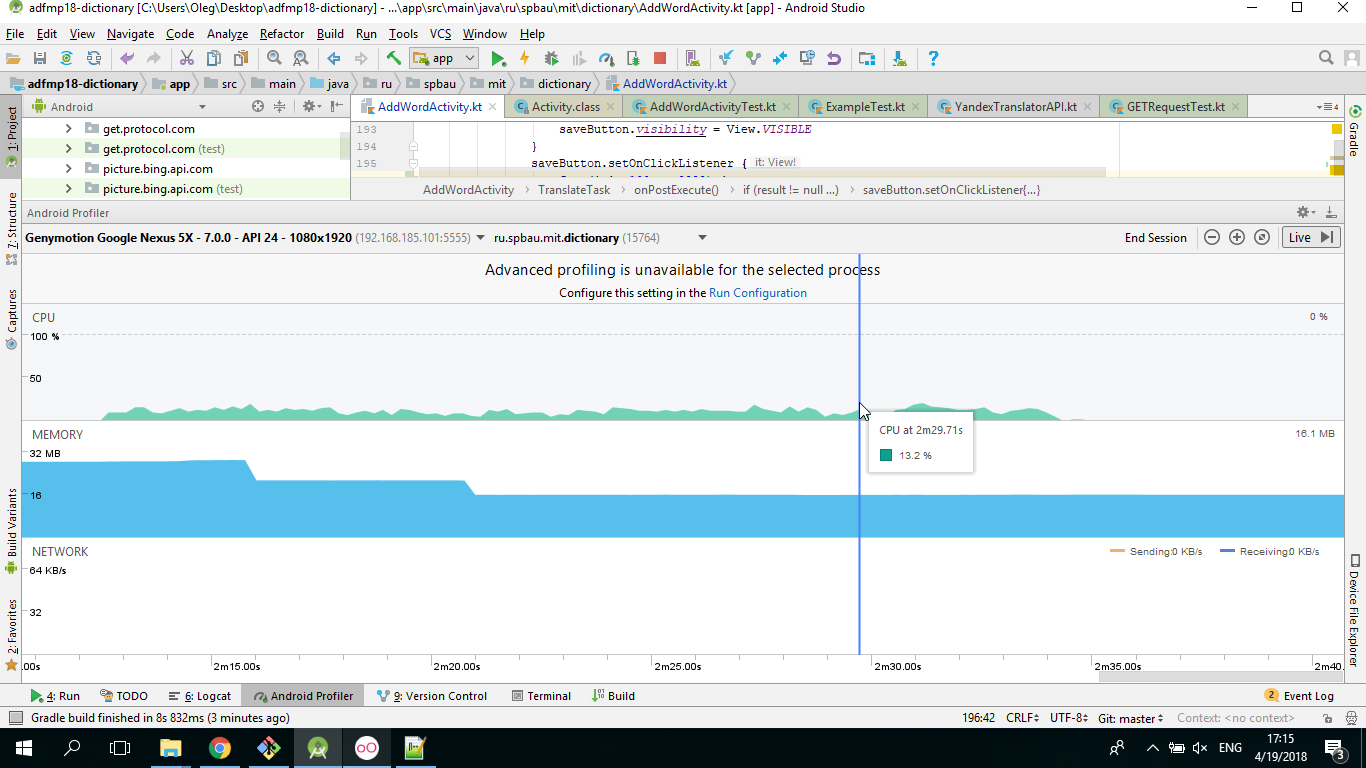 adfmp18-dictionary [C:\Users\Oleg\Desktop\adfmp18-dictionary] - ...\app\src\main\java\ru\spbau\mit\dictionary\AddWordActivity.kt [app] - Android Studio
File Edit View Navigate Code Analyze Refactor Build Run Tools VCS Window Help
app
adfmp18-dictionary app src main java ru spbau mit dictionary AddWordActivity.kt
Android AddWordActivity.kt Activity.class AddWordActivityTest.kt ExampleTest.kt YandexTranslatorAPI.kt GETRequestTest.kt 4
1: Project
7: Structure
Captures
Build Variants
2: Favorites
get.protocol.com
get.protocol.com (test)
picture.bing.api.com
picture.bing.api.com (test)
193 saveButton.visibility = View.VISIBLE
194 }
195 saveButton.setOnClickListener { it: View!
AddWordActivity TranslateTask onPostExecute() if (result != null ...) saveButton.setOnClickListener{...}
Gradle
Device File Explorer
Android Profiler
Genymotion Google Nexus 5X - 7.0.0 - API 24 - 1080x1920 (192.168.185.101:5555) ru.spbau.mit.dictionary (15764) End Session Live
Advanced profiling is unavailable for the selected process
Configure this setting in the Run Configuration
CPU 0 %
100 %
50
CPU at 2m29.71s
13.2 %
MEMORY 16.1 MB
32 MB
16
NETWORK Sending:0 KB/s Receiving:0 KB/s
64 KB/s
32
.00s 2m15.00s 2m20.00s 2m25.00s 2m30.00s 2m35.00s 2m40.
4: Run TODO 6: Logcat Android Profiler 9: Version Control Terminal Build 2 Event Log
Gradle build finished in 8s 832ms (3 minutes ago) 196:42 CRLF UTF-8 Git: master Context: <no context>
ENG 17:15
4/19/2018
3